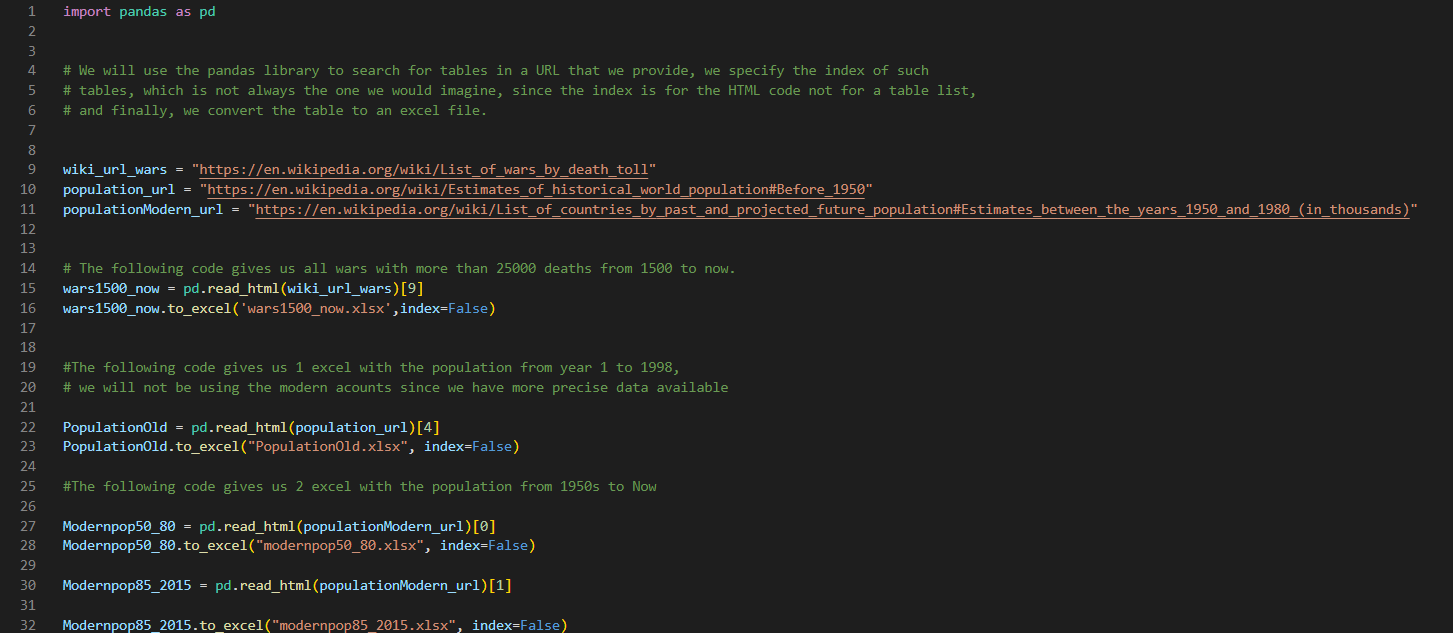 1 import pandas as pd
2
3
4 # We will use the pandas library to search for tables in a URL that we provide, we specify the index of such
5 # tables, which is not always the one we would imagine, since the index is for the HTML code not for a table list,
6 # and finally, we convert the table to an excel file.
7
8
9 wiki_url_wars = "https://en.wikipedia.org/wiki/List_of_wars_by_death_toll"
10 population_url = "https://en.wikipedia.org/wiki/Estimates_of_historical_world_population#Before_1950"
11 populationModern_url = "https://en.wikipedia.org/wiki/List_of_countries_by_past_and_projected_future_population#Estimates_between_the_years_1950_and_1980_(in_thousands)"
12
13
14 # The following code gives us all wars with more than 25000 deaths from 1500 to now.
15 wars1500_now = pd.read_html(wiki_url_wars)[9]
16 wars1500_now.to_excel('wars1500_now.xlsx',index=False)
17
18
19 #The following code gives us 1 excel with the population from year 1 to 1998,
20 # we will not be using the modern acounts since we have more precise data available
21
22 PopulationOld = pd.read_html(population_url)[4]
23 PopulationOld.to_excel("PopulationOld.xlsx", index=False)
24
25 #The following code gives us 2 excel with the population from 1950s to Now
26
27 Modernpop50_80 = pd.read_html(populationModern_url)[0]
28 Modernpop50_80.to_excel("modernpop50_80.xlsx", index=False)
29
30 Modernpop85_2015 = pd.read_html(populationModern_url)[1]
31
32 Modernpop85_2015.to_excel("modernpop85_2015.xlsx", index=False)